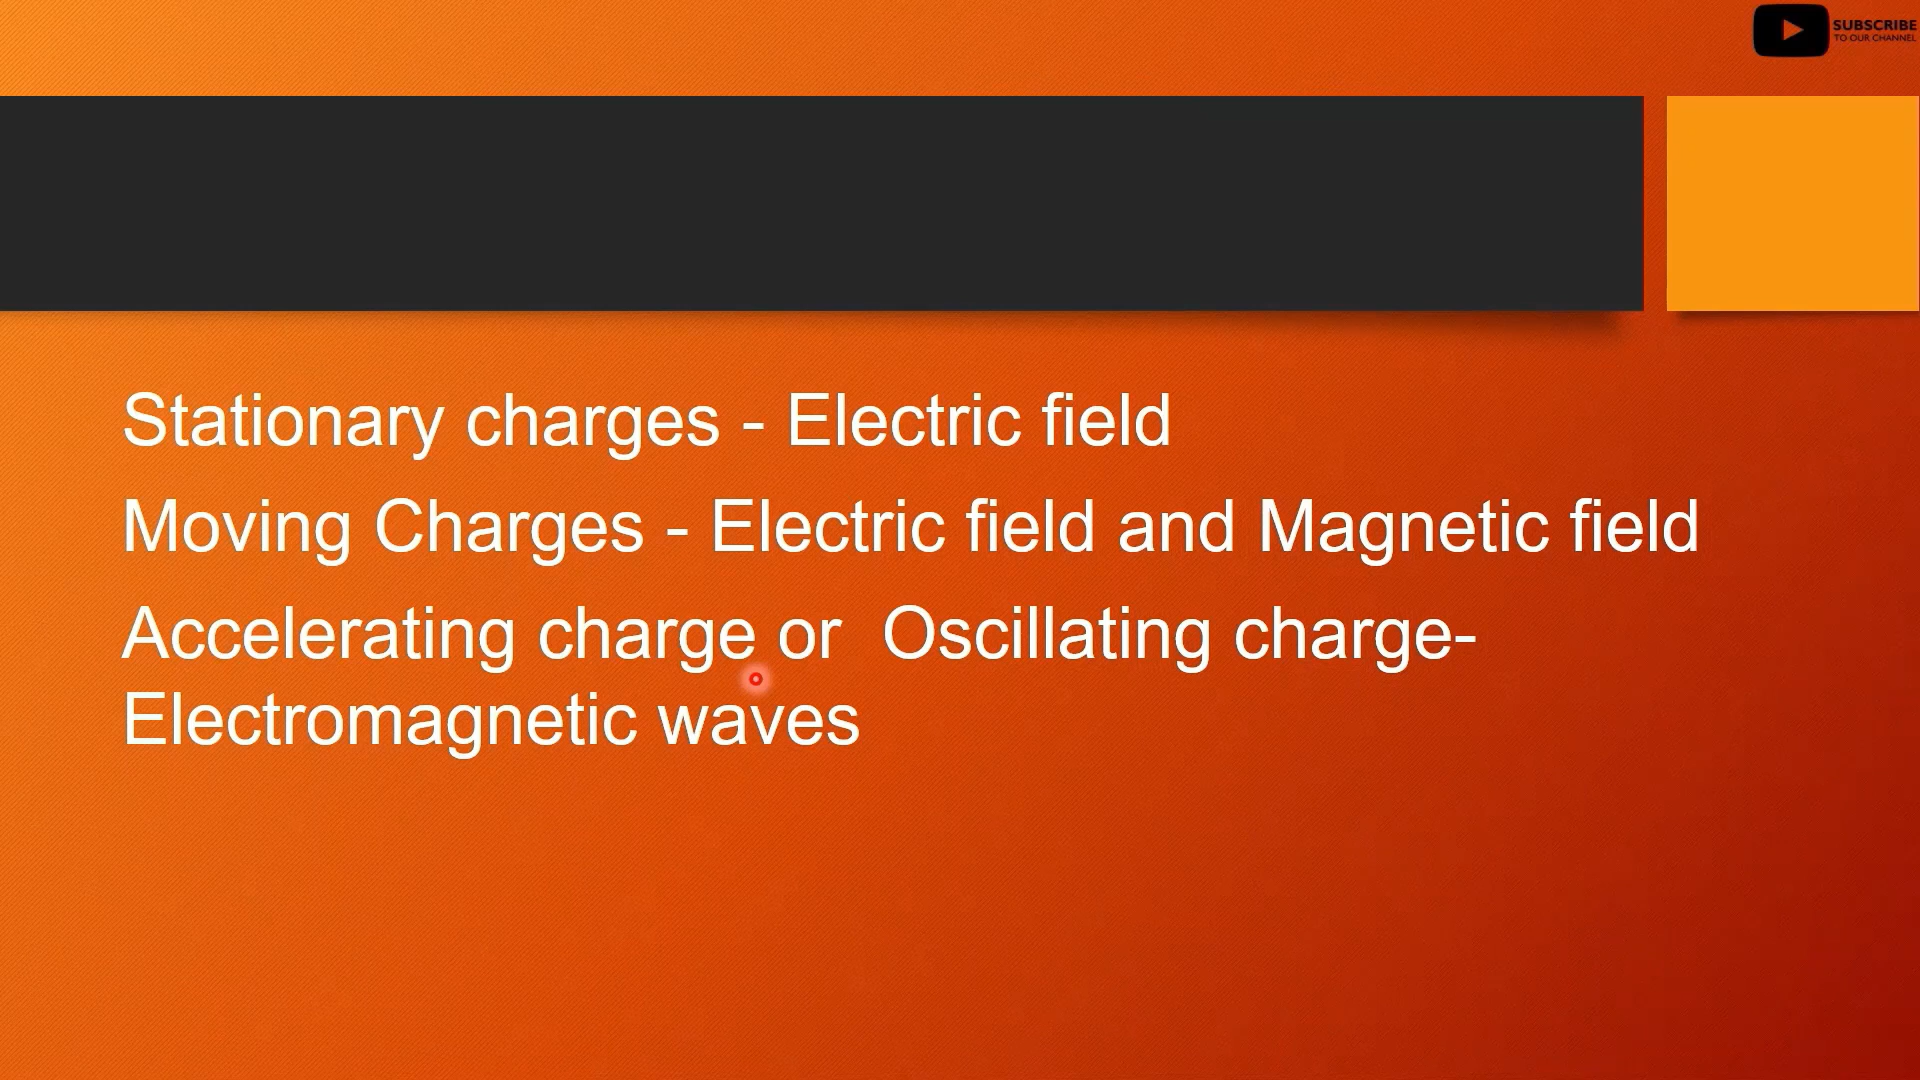 SUBSCRIBE
TO OUR CHANNEL
Stationary charges - Electric field
Moving Charges - Electric field and Magnetic field
Accelerating charge or  Oscillating charge-
Electromagnetic waves